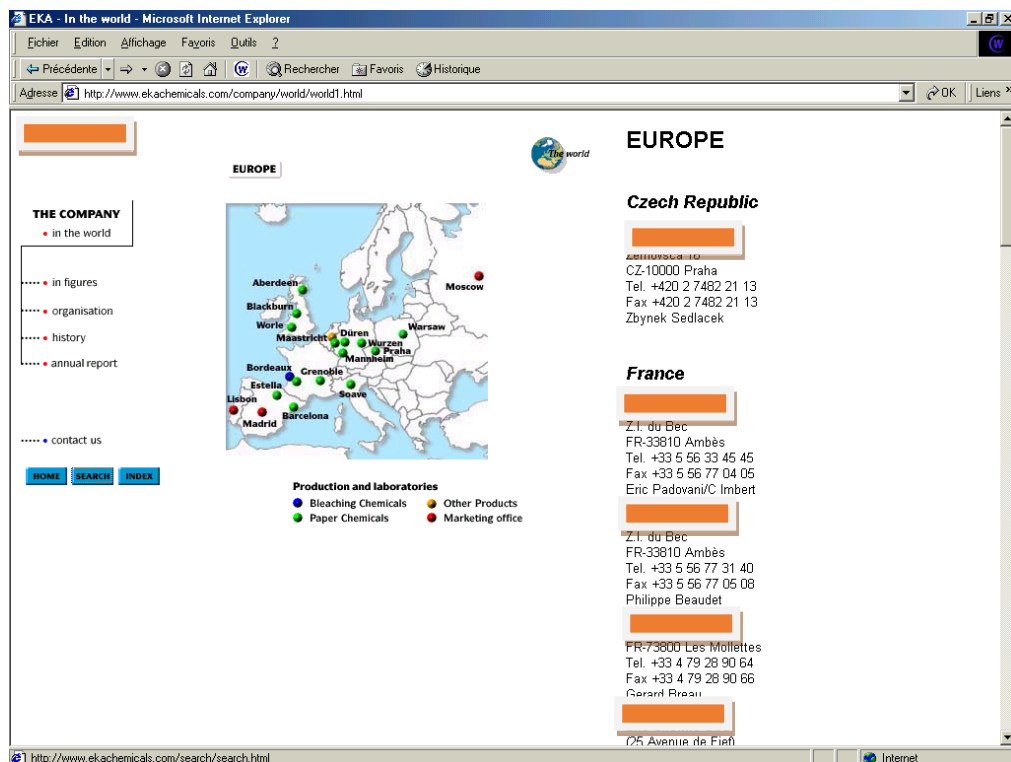 EKA - In the world - Microsoft Internet Explorer
Fichier Edition Affichage Favoris Outils ?
Précédente Rechercher Favoris Historique
Adresse http://www.ekachemicals.com/company/world/world1.html OK Liens »
EUROPE
The world
EUROPE
THE COMPANY
• in the world
• in figures
• organisation
• history
• annual report
• contact us
HOME SEARCH INDEX
Aberdeen
Moscow
Blackburn
Worle
Düren
Warsaw
Maastricht
Wurzen
Praha
Mannheim
Bordeaux
Grenoble
Estella
Soave
Lisbon
Barcelona
Madrid
Production and laboratories
Bleaching Chemicals Other Products
Paper Chemicals Marketing office
EUROPE
Czech Republic
CZ-10000 Praha
Tel. +420 2 7482 21 13
Fax +420 2 7482 21 13
Zbynek Sedlacek
France
Z.I. du Bec
FR-33810 Ambès
Tel. +33 5 56 33 45 45
Fax +33 5 56 77 04 05
Eric Padovani/C Imbert
Z.I. du Bec
FR-33810 Ambès
Tel. +33 5 56 77 31 40
Fax +33 5 56 77 05 08
Philippe Beaudet
FR-73800 Les Mollettes
Tel. +33 4 79 28 90 64
Fax +33 4 79 28 90 66
Gerard Breau
(25 Avenue de Fief)
http://www.ekachemicals.com/search/search.html Internet